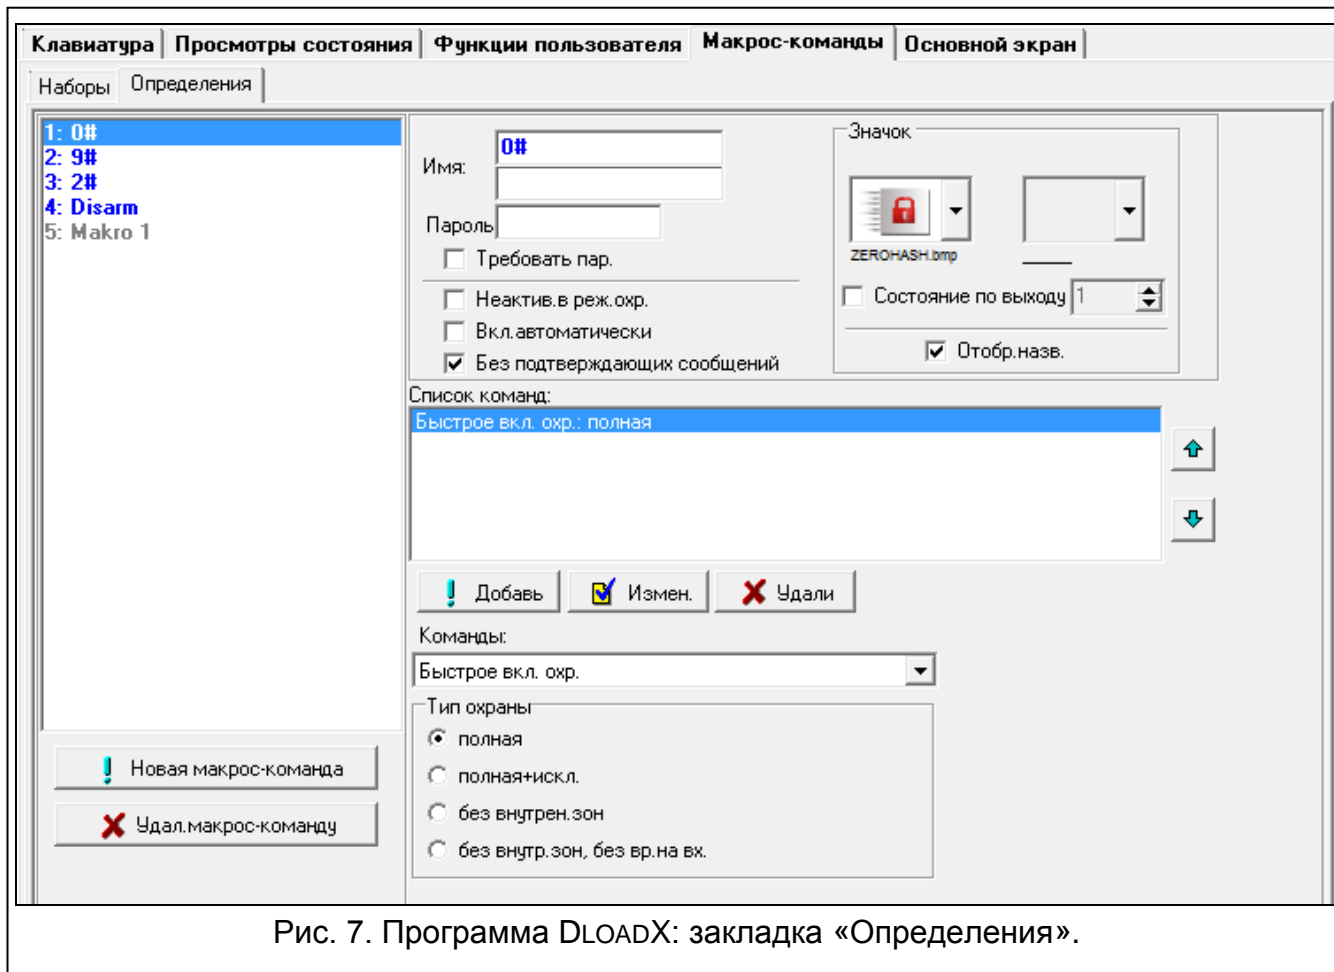 Клавиатура Просмотры состояния Функции пользователя Макрос-команды Основной экран
Наборы Определения
1: 0#
2: 9#
3: 2#
4: Disarm
5: Makro 1
Новая макрос-команда
Удал.макрос-команду
Имя:
0#
Пароль
Требовать пар.
Неактив.в реж.охр.
Вкл.автоматически
Без подтверждающих сообщений
Значок
ZEROHASH.bmp
Состояние по выходу 1
Отобр.назв.
Список команд:
Быстрое вкл. охр.: полная
Добавь Измен. Удали
Команды:
Быстрое вкл. охр.
Тип охраны
полная
полная+искл.
без внутрен.зон
без внутр.зон, без вр.на вх.
Рис. 7. Программа DLOADX: закладка «Определения».